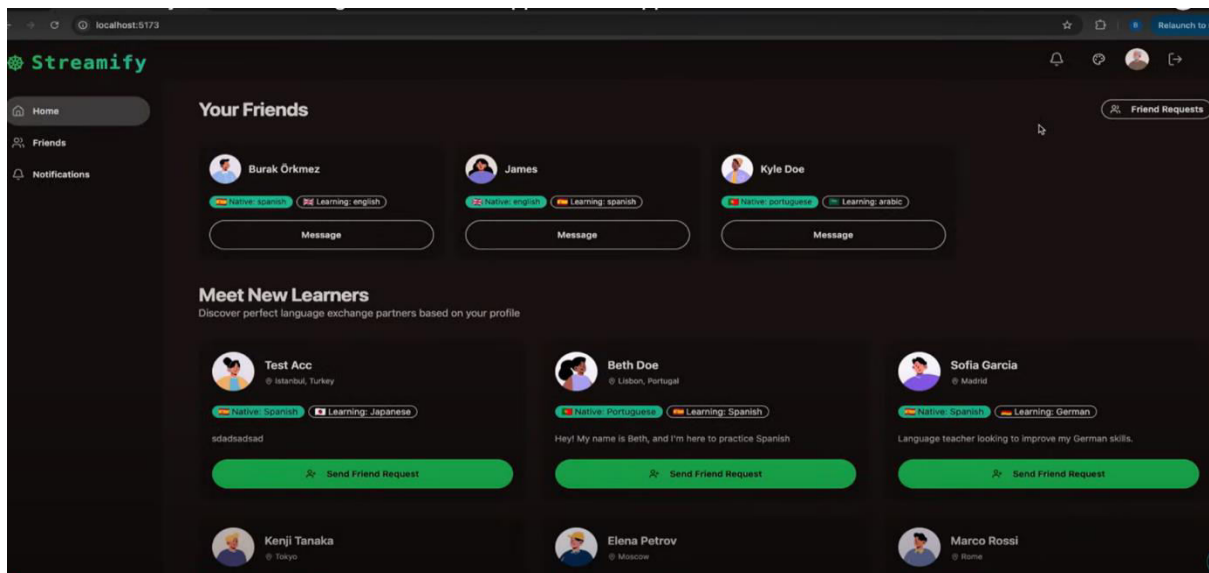 localhost:5173
B
Relaunch to
Streamify
Home
Friends
Notifications
Your Friends
Friend Requests
Burak Örkmez
Native: spanish Learning: english
Message
James
Native: english Learning: spanish
Message
Kyle Doe
Native: portuguese Learning: arabic
Message
Meet New Learners
Discover perfect language exchange partners based on your profile
Test Acc
Istanbul, Turkey
Native: Spanish Learning: Japanese
sdadsadsad
Send Friend Request
Beth Doe
Lisbon, Portugal
Native: Portuguese Learning: Spanish
Hey! My name is Beth, and I'm here to practice Spanish
Send Friend Request
Sofia Garcia
Madrid
Native: Spanish Learning: German
Language teacher looking to improve my German skills.
Send Friend Request
Kenji Tanaka
Tokyo
Elena Petrov
Moscow
Marco Rossi
Rome